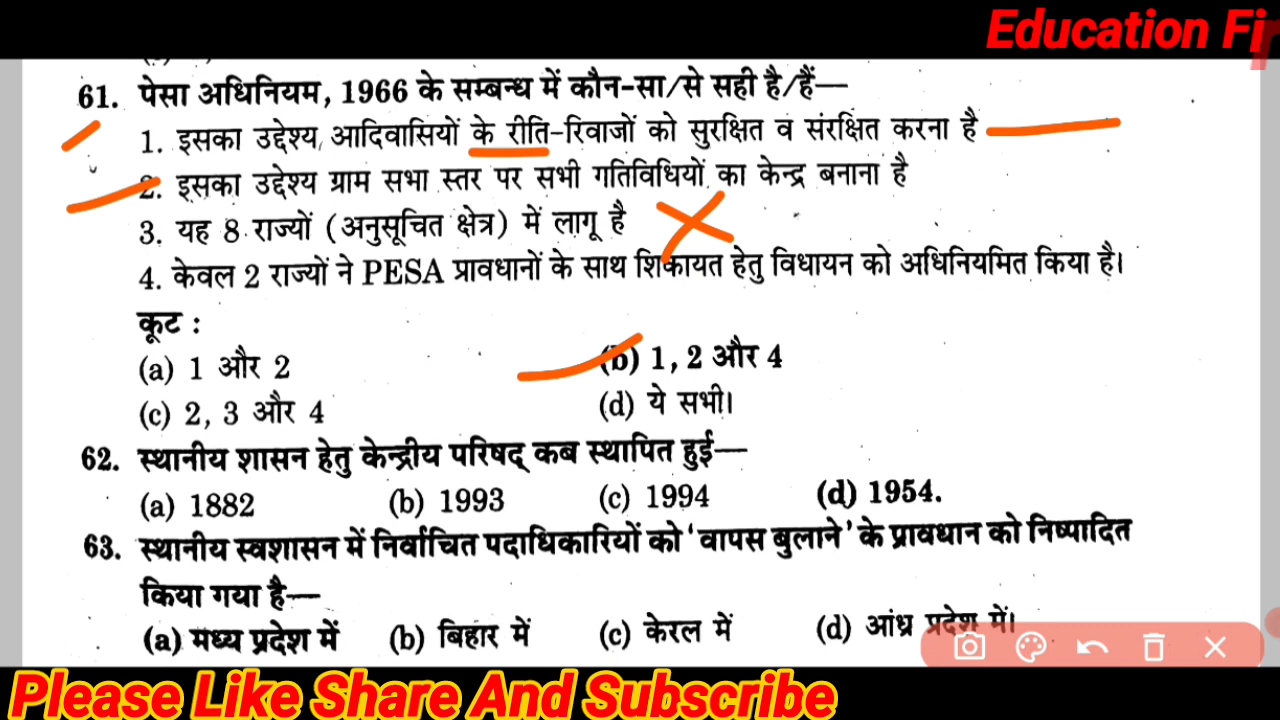 Education Fi
61. पेसा अधिनियम, 1966 के सम्बन्ध में कौन-सा/से सही है/हैं—
1. इसका उद्देश्य आदिवासियों के रीति-रिवाजों को सुरक्षित व संरक्षित करना है
2. इसका उद्देश्य ग्राम सभा स्तर पर सभी गतिविधियों का केन्द्र बनाना है
3. यह 8 राज्यों (अनुसूचित क्षेत्र) में लागू है
4. केवल 2 राज्यों ने PESA प्रावधानों के साथ शिकायत हेतु विधायन को अधिनियमित किया है।
कूट :
(a) 1 और 2 (b) 1, 2 और 4
(c) 2, 3 और 4 (d) ये सभी।
62. स्थानीय शासन हेतु केन्द्रीय परिषद् कब स्थापित हुई—
(a) 1882 (b) 1993 (c) 1994 (d) 1954.
63. स्थानीय स्वशासन में निर्वाचित पदाधिकारियों को 'वापस बुलाने' के प्रावधान को निष्पादित
किया गया है—
(a) मध्य प्रदेश में (b) बिहार में (c) केरल में (d) आंध्र प्रदेश में।
Please Like Share And Subscribe